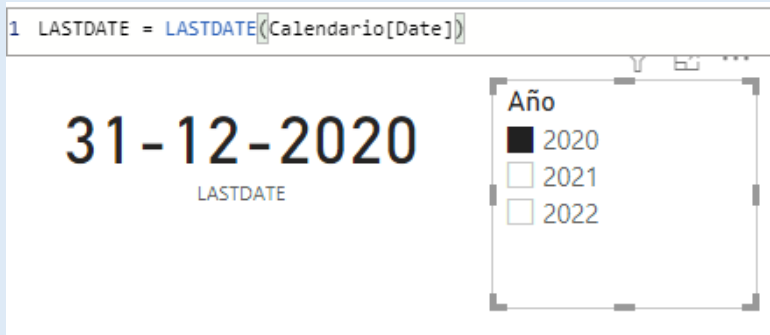 1 LASTDATE = LASTDATE(Calendario[Date])
31-12-2020
LASTDATE
Año
2020
2021
2022